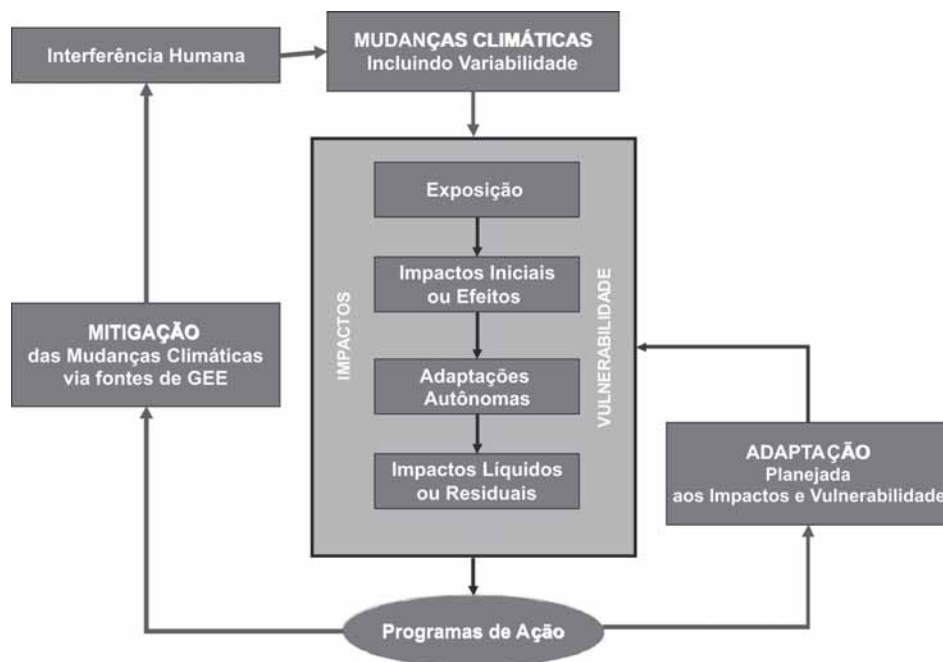 Interferência Humana
MUDANÇAS CLIMÁTICAS
Incluindo Variabilidade
Exposição
Impactos Iniciais
ou Efeitos
IMPACTOS
VULNERABILIDADE
MITIGAÇÃO
das Mudanças Climáticas
via fontes de GEE
Adaptações
Autônomas
ADAPTAÇÃO
Planejada
aos Impactos e Vulnerabilidade
Impactos Líquidos
ou Residuais
Programas de Ação